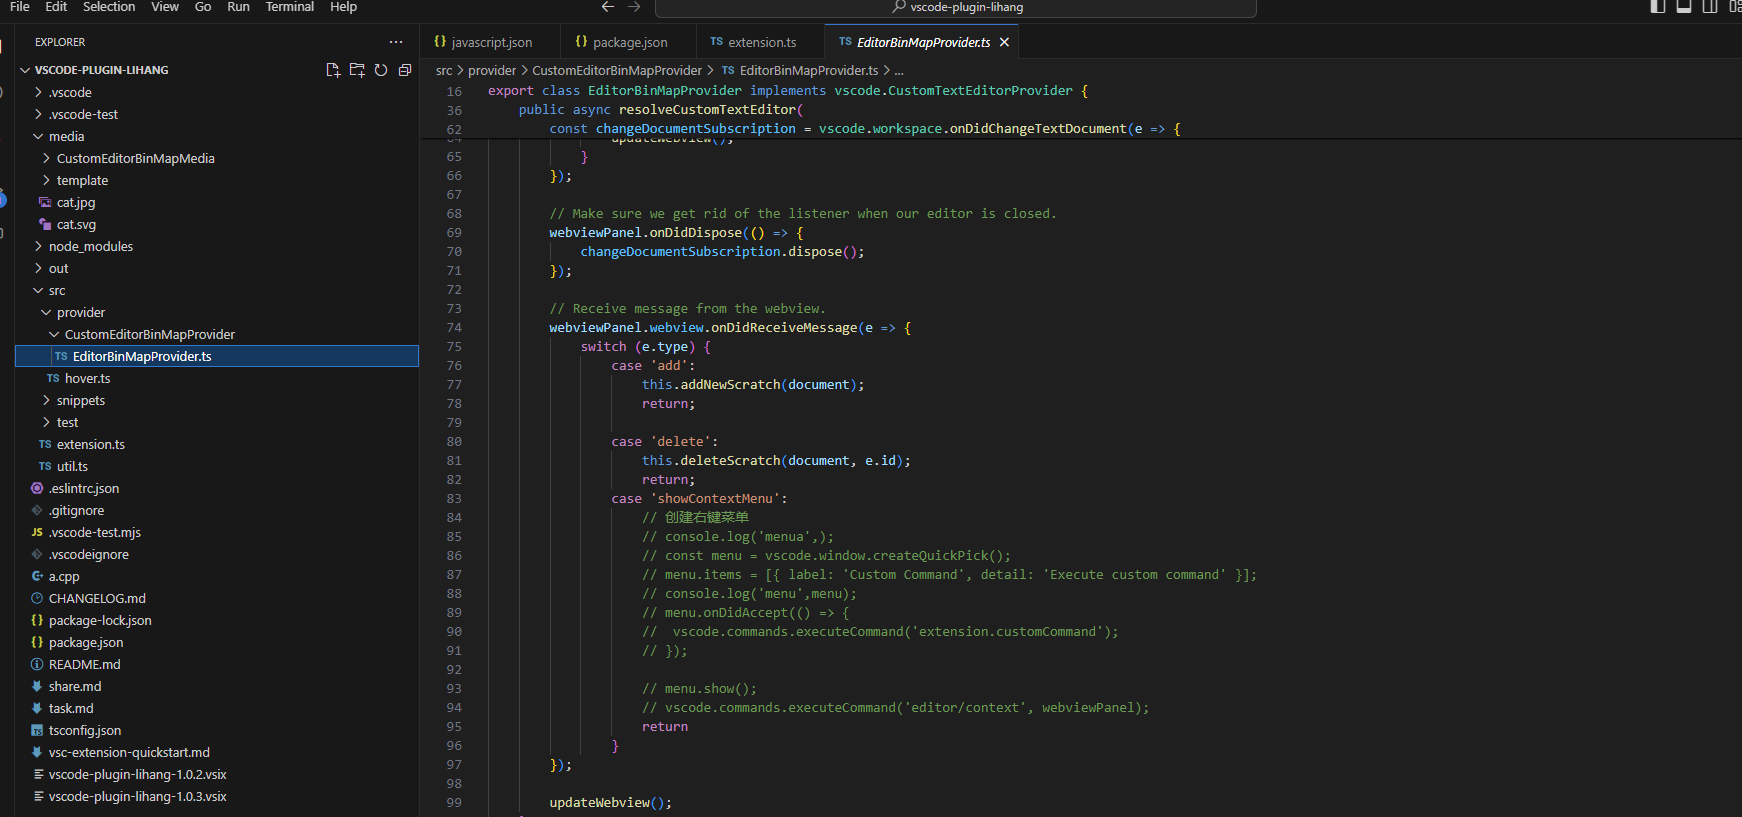 File Edit Selection View Go Run Terminal Help
vscode-plugin-lihang
EXPLORER
VSCODE-PLUGIN-LIHANG
.vscode
.vscode-test
media
CustomEditorBinMapMedia
template
cat.jpg
cat.svg
node_modules
out
src
provider
CustomEditorBinMapProvider
TS EditorBinMapProvider.ts
TS hover.ts
snippets
test
TS extension.ts
TS util.ts
.eslintrc.json
.gitignore
JS .vscode-test.mjs
.vscodeignore
a.cpp
CHANGELOG.md
{} package-lock.json
{} package.json
README.md
share.md
task.md
tsconfig.json
vsc-extension-quickstart.md
vscode-plugin-lihang-1.0.2.vsix
vscode-plugin-lihang-1.0.3.vsix
{} javascript.json {} package.json TS extension.ts TS EditorBinMapProvider.ts
src > provider > CustomEditorBinMapProvider > TS EditorBinMapProvider.ts > ...
16 export class EditorBinMapProvider implements vscode.CustomTextEditorProvider {
36 public async resolveCustomTextEditor(
62 const changeDocumentSubscription = vscode.workspace.onDidChangeTextDocument(e => {
64 updateWebview();
65 }
66 });
67
68 // Make sure we get rid of the listener when our editor is closed.
69 webviewPanel.onDidDispose(() => {
70 changeDocumentSubscription.dispose();
71 });
72
73 // Receive message from the webview.
74 webviewPanel.webview.onDidReceiveMessage(e => {
75 switch (e.type) {
76 case 'add':
77 this.addNewScratch(document);
78 return;
79
80 case 'delete':
81 this.deleteScratch(document, e.id);
82 return;
83 case 'showContextMenu':
84 // 创建右键菜单
85 // console.log('menua',);
86 // const menu = vscode.window.createQuickPick();
87 // menu.items = [{ label: 'Custom Command', detail: 'Execute custom command' }];
88 // console.log('menu',menu);
89 // menu.onDidAccept(() => {
90 // vscode.commands.executeCommand('extension.customCommand');
91 // });
92
93 // menu.show();
94 // vscode.commands.executeCommand('editor/context', webviewPanel);
95 return
96 }
97 });
98
99 updateWebview();